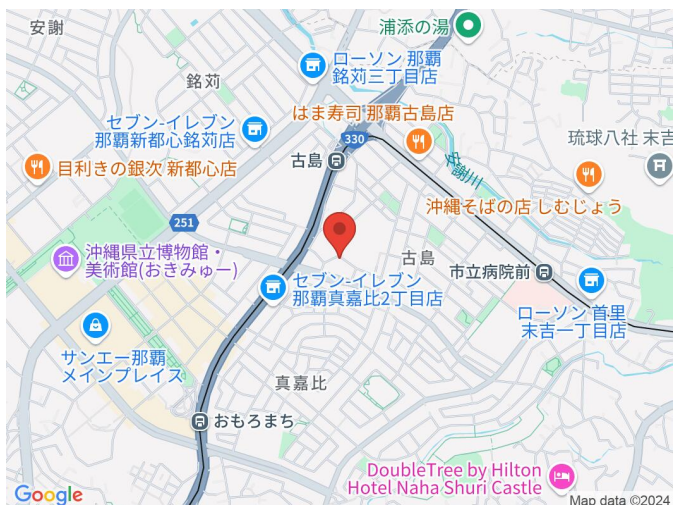 安謝
浦添の湯
ローソン 那覇
銘苅三丁目店
銘苅
セブン-イレブン
那覇新都心銘苅店
はま寿司 那覇古島店
330
古島
琉球八社 末吉
目利きの銀次 新都心店
安謝川
沖縄そばの店 しむじょう
251
沖縄県立博物館・
美術館(おきみゅー)
古島
市立病院前
セブン-イレブン
那覇真嘉比2丁目店
ローソン 首里
末吉一丁目店
サンエー那覇
メインプレイス
真嘉比
おもろまち
DoubleTree by Hilton
Hotel Naha Shuri Castle
Google
Map data ©2024